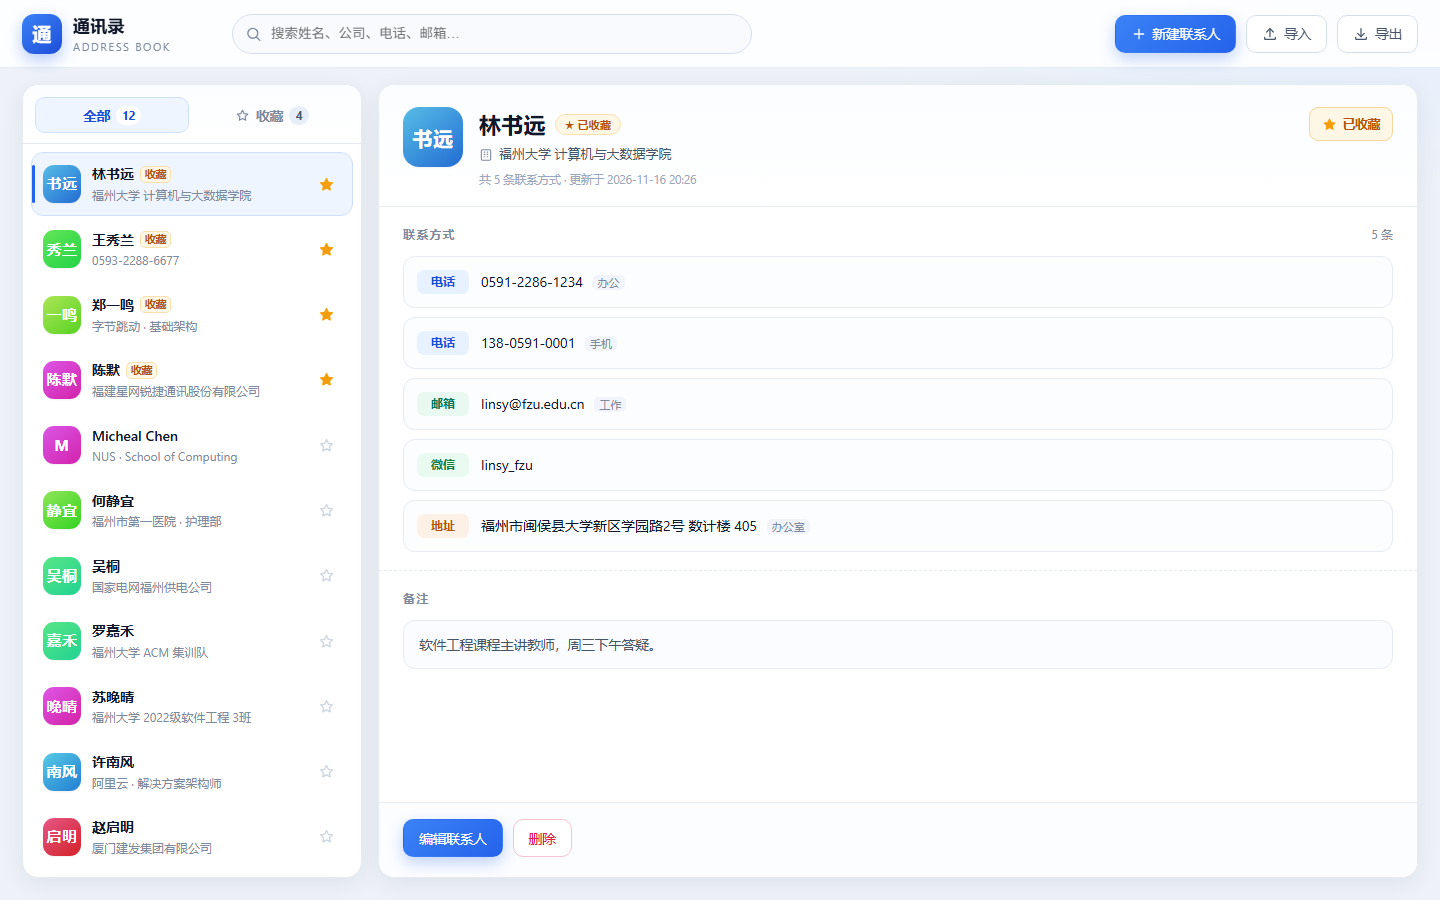 通
通讯录
ADDRESS BOOK
搜索姓名、公司、电话、邮箱…
新建联系人
导入
导出
全部 12
收藏 4
书远
林书远 收藏
福州大学 计算机与大数据学院
秀兰
王秀兰 收藏
0593-2288-6677
一鸣
郑一鸣 收藏
字节跳动 · 基础架构
陈默
陈默 收藏
福建星网锐捷通讯股份有限公司
M
Micheal Chen
NUS · School of Computing
静宜
何静宜
福州市第一医院 · 护理部
吴桐
吴桐
国家电网福州供电公司
嘉禾
罗嘉禾
福州大学 ACM 集训队
晚晴
苏晚晴
福州大学 2022级软件工程 3班
南风
许南风
阿里云 · 解决方案架构师
启明
赵启明
厦门建发集团有限公司
书远
林书远 ★ 已收藏
福州大学 计算机与大数据学院
共 5 条联系方式 · 更新于 2026-11-16 20:26
★ 已收藏
联系方式 5 条
电话 0591-2286-1234 办公
电话 138-0591-0001 手机
邮箱 linsy@fzu.edu.cn 工作
微信 linsy_fzu
地址 福州市闽侯县大学新区学园路2号 数计楼 405 办公室
备注
软件工程课程主讲教师，周三下午答疑。
编辑联系人 删除